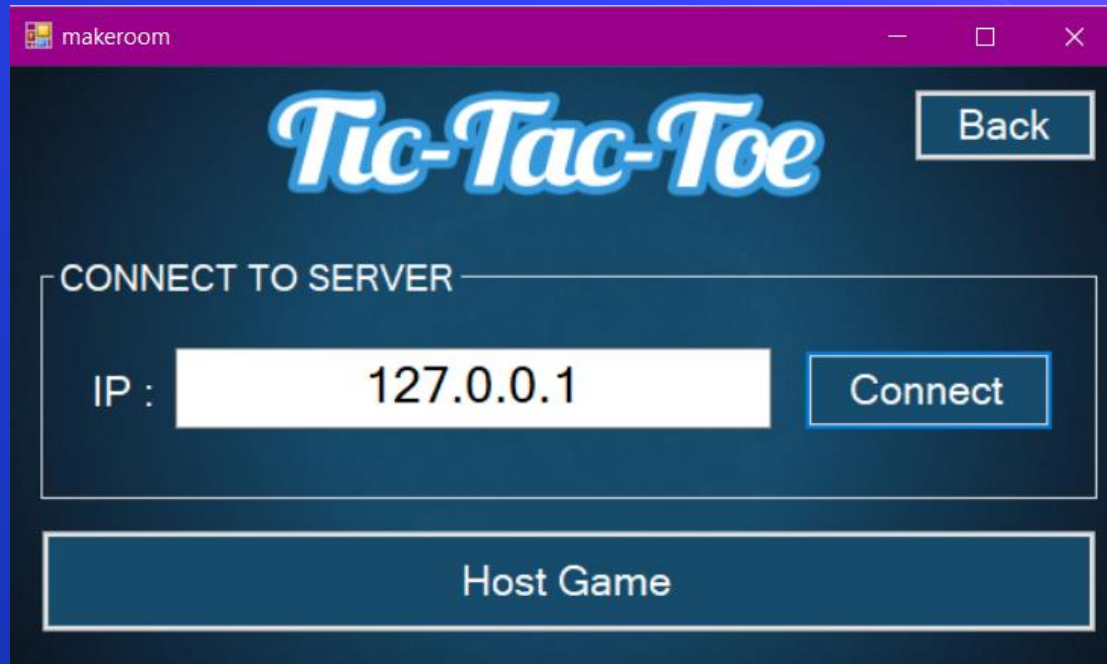 makeroom
Tic-Tac-Toe
Back
CONNECT TO SERVER
IP : 127.0.0.1 Connect
Host Game